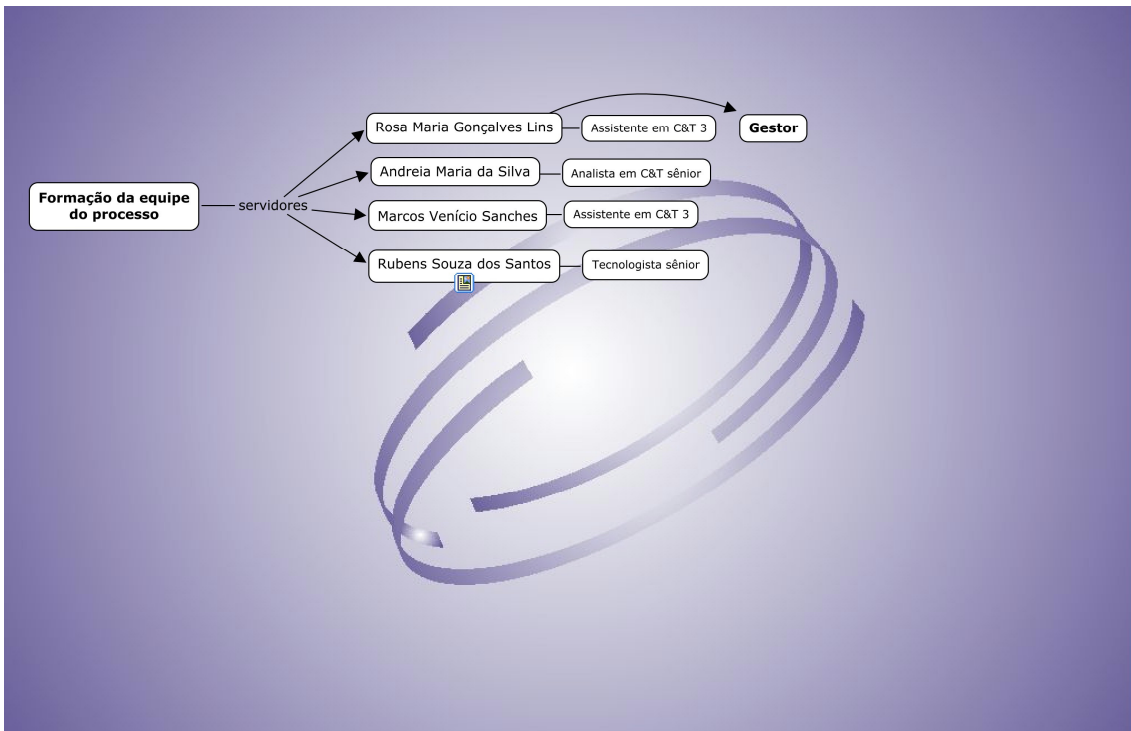 Formação da equipe
do processo
servidores
Rosa Maria Gonçalves Lins
Assistente em C&T 3
Gestor
Andreia Maria da Silva
Analista em C&T sênior
Marcos Venício Sanches
Assistente em C&T 3
Rubens Souza dos Santos
Tecnologista sênior